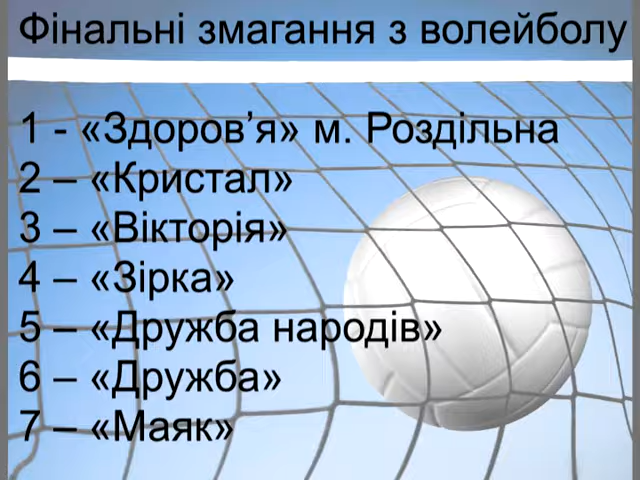 Фінальні змагання з волейболу
1 - «Здоров’я» м. Роздільна
2 – «Кристал»
3 – «Вікторія»
4 – «Зірка»
5 – «Дружба народів»
6 – «Дружба»
7 – «Маяк»